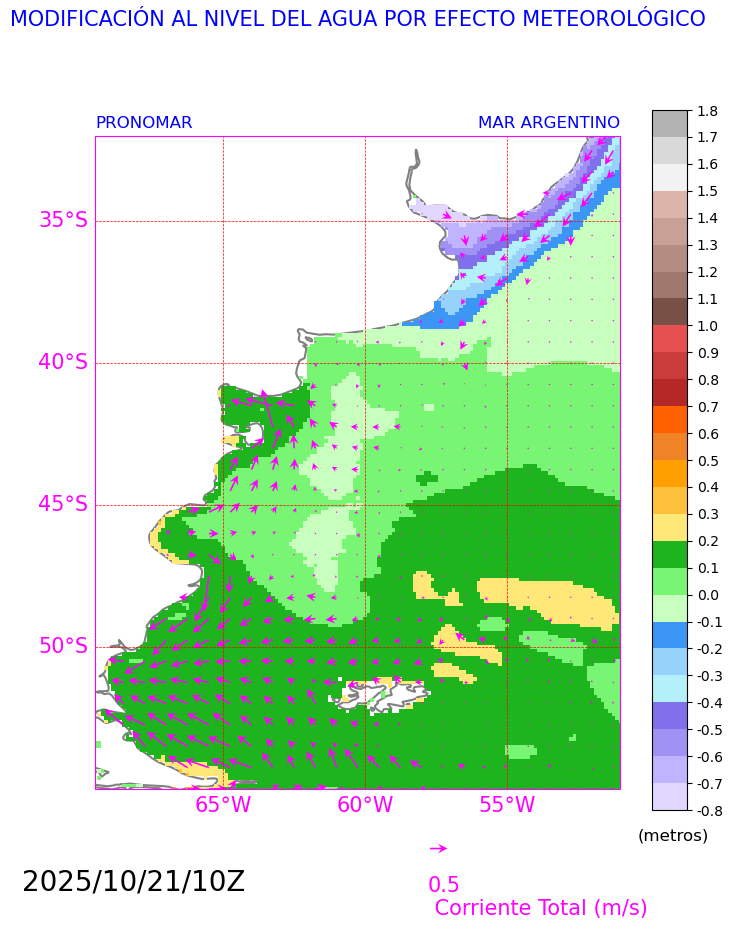 MODIFICACIÓN AL NIVEL DEL AGUA POR EFECTO METEOROLÓGICO
PRONOMAR
MAR ARGENTINO
35°S
40°S
45°S
50°S
65°W
60°W
55°W
1.8
1.7
1.6
1.5
1.4
1.3
1.2
1.1
1.0
0.9
0.8
0.7
0.6
0.5
0.4
0.3
0.2
0.1
0.0
-0.1
-0.2
-0.3
-0.4
-0.5
-0.6
-0.7
-0.8
(metros)
2025/10/21/10Z
0.5
Corriente Total (m/s)